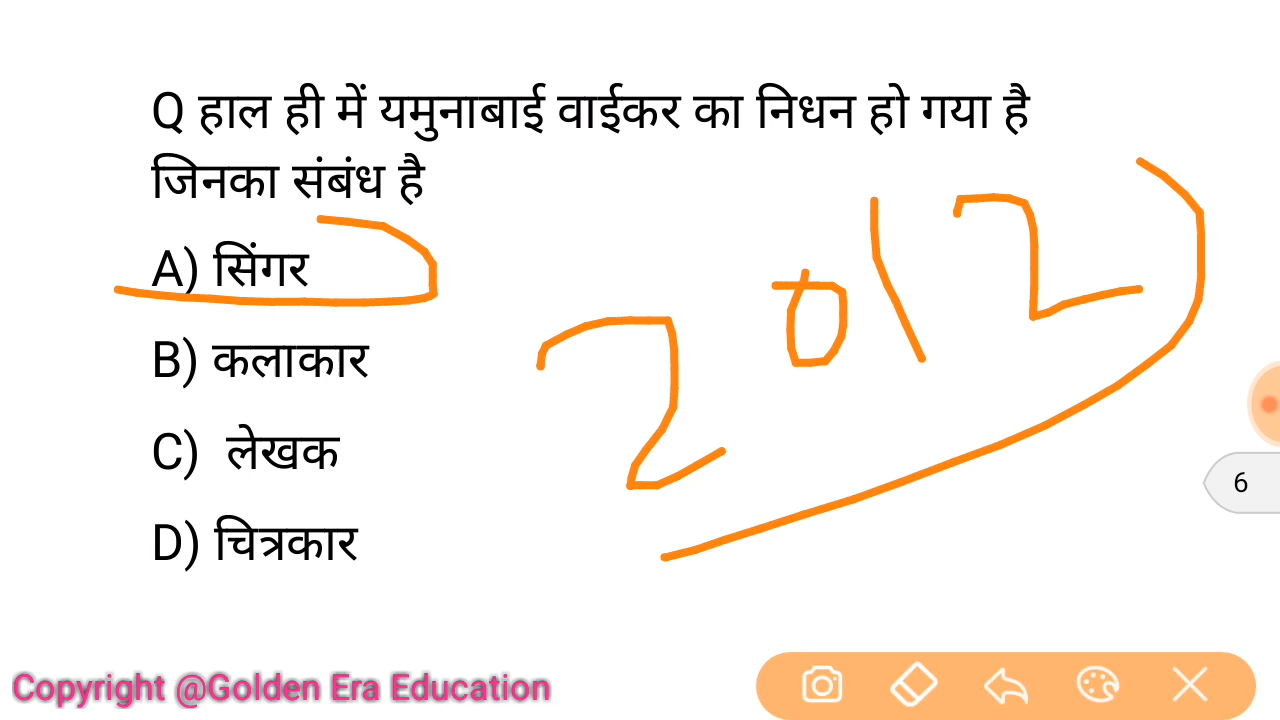 Q हाल ही में यमुनाबाई वाईकर का निधन हो गया है
जिनका संबंध है
A) सिंगर
2012
B) कलाकार
C) लेखक
6
D) चित्रकार
Copyright @Golden Era Education